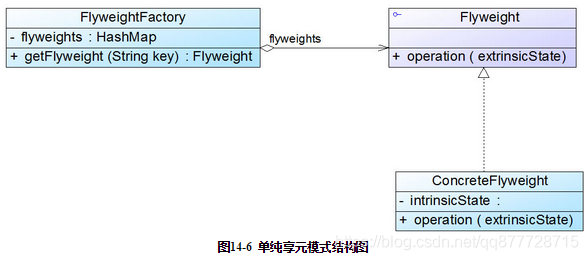 FlyweightFactory
- flyweights : HashMap
+ getFlyweight (String key) : Flyweight
flyweights
Flyweight
+ operation ( extrinsicState)
ConcreteFlyweight
- intrinsicState :
+ operation ( extrinsicState)
https://blog.csdn.net/qq877728715
图14-6 单纯享元模式结构图